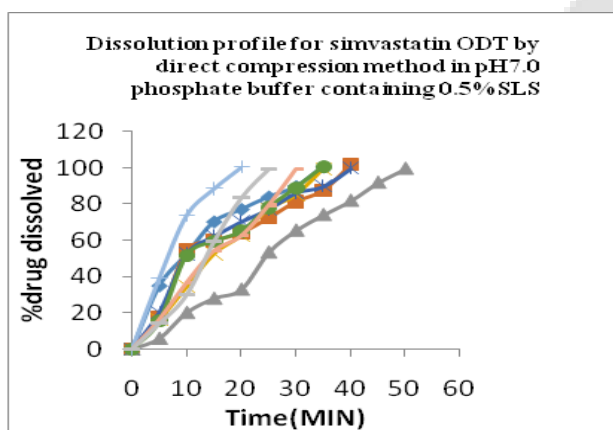 Dissolution profile for simvastatin ODT by
direct compression method in pH7.0
phosphate buffer containing 0.5% SLS
120
100
80
60
40
20
0
%drug dissolved
0 10 20 30 40 50 60
Time(MIN)